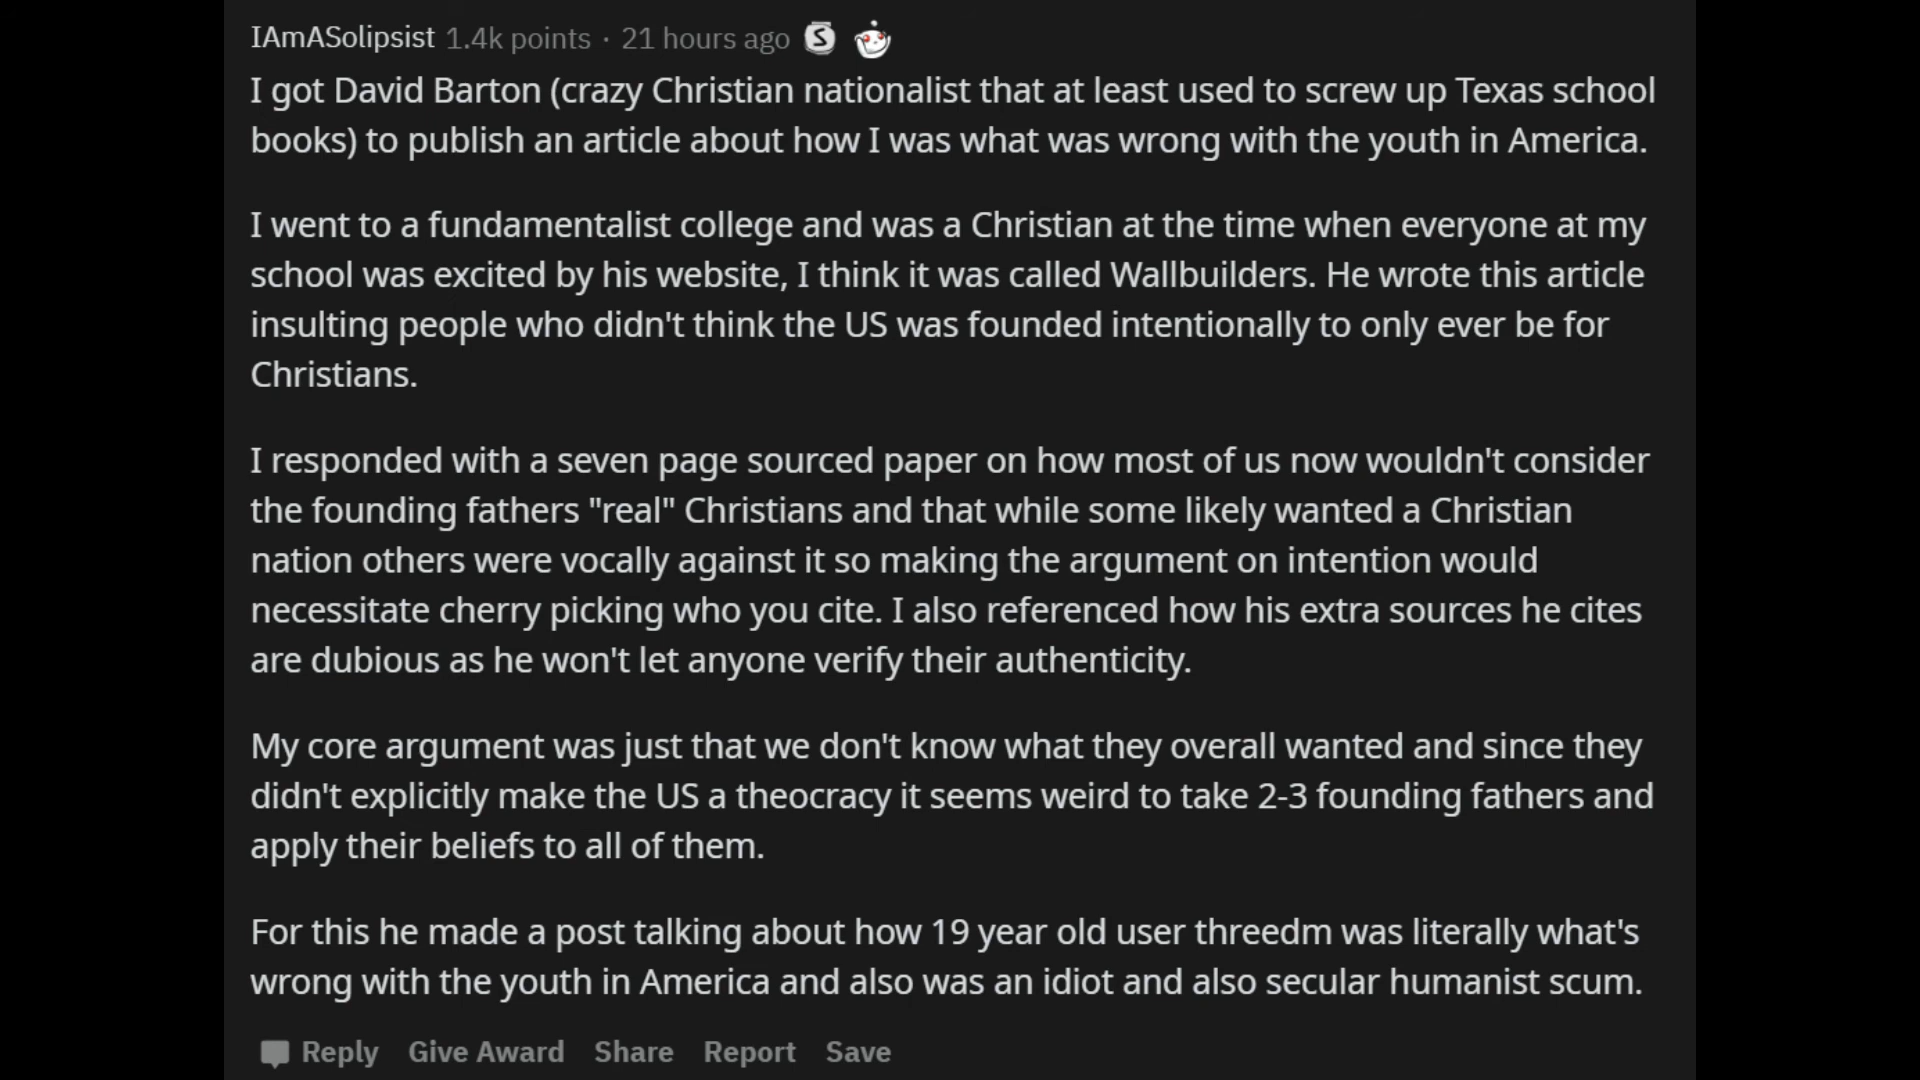 IAmASolipsist 1.4k points · 21 hours ago S
I got David Barton (crazy Christian nationalist that at least used to screw up Texas school
books) to publish an article about how I was what was wrong with the youth in America.
I went to a fundamentalist college and was a Christian at the time when everyone at my
school was excited by his website, I think it was called Wallbuilders. He wrote this article
insulting people who didn't think the US was founded intentionally to only ever be for
Christians.
I responded with a seven page sourced paper on how most of us now wouldn't consider
the founding fathers "real" Christians and that while some likely wanted a Christian
nation others were vocally against it so making the argument on intention would
necessitate cherry picking who you cite. I also referenced how his extra sources he cites
are dubious as he won't let anyone verify their authenticity.
My core argument was just that we don't know what they overall wanted and since they
didn't explicitly make the US a theocracy it seems weird to take 2-3 founding fathers and
apply their beliefs to all of them.
For this he made a post talking about how 19 year old user threedm was literally what's
wrong with the youth in America and also was an idiot and also secular humanist scum.
Reply Give Award Share Report Save